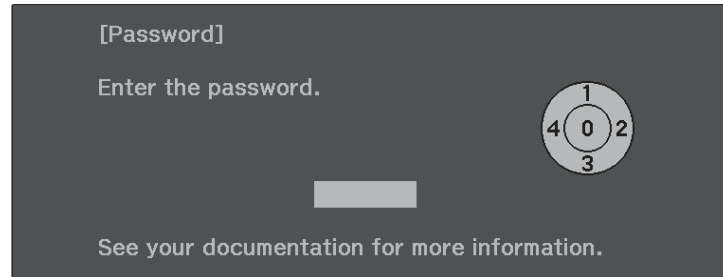 [Password]
Enter the password.
1
4 0 2
3
See your documentation for more information.